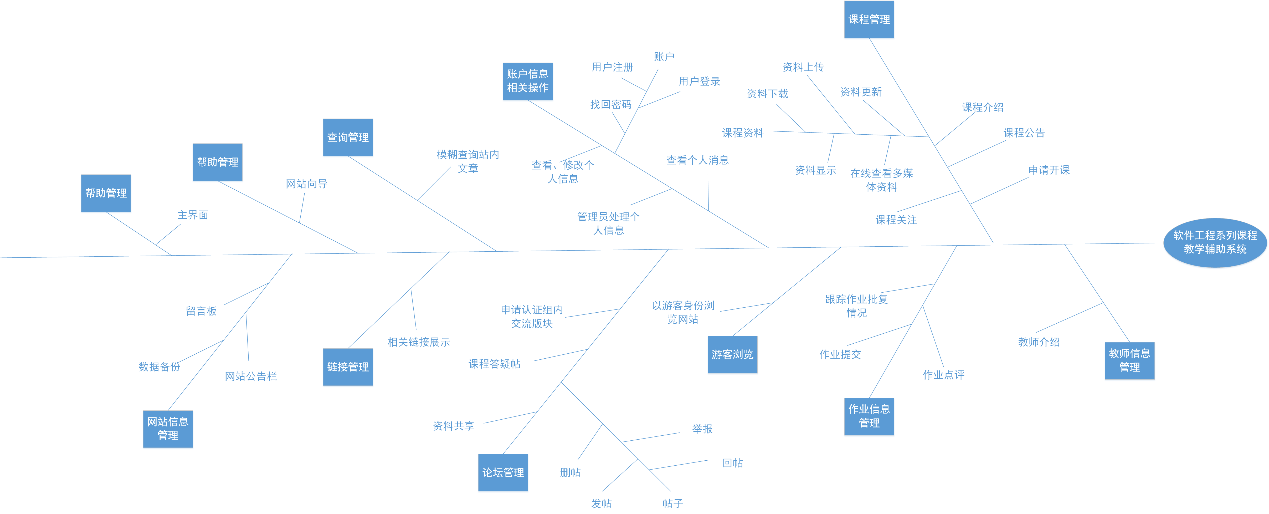 课程管理
账户
用户注册
资料上传
账户信息
相关操作
用户登录
资料下载
资料更新
找回密码
课程介绍
查询管理
课程资料
课程公告
帮助管理
模糊查询站内
文章
查看个人消息
查看、修改个
人信息
资料显示
在线查看多媒
体资料
申请开课
帮助管理
网站向导
主界面
管理员处理个
人信息
课程关注
软件工程系列课程
教学辅助系统
留言板
申请认证组内
交流版块
以游客身份浏
览网站
跟踪作业批复
情况
相关链接展示
教师介绍
数据备份
网站公告栏
链接管理
课程答疑帖
游客浏览
作业提交
作业点评
教师信息
管理
网站信息
管理
资料共享
举报
作业信息
管理
论坛管理
删帖
回帖
发帖
帖子